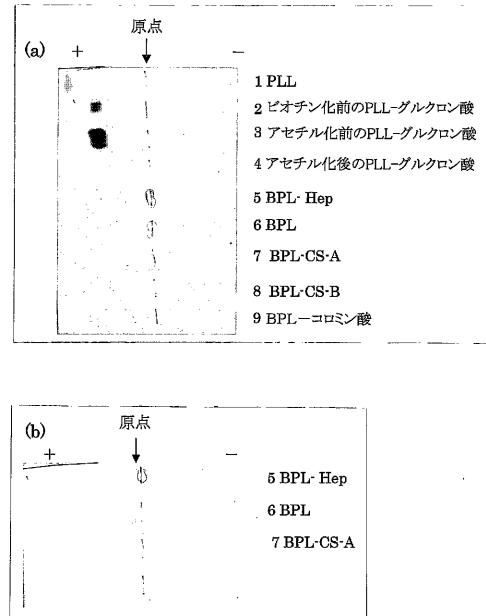 原点
(a) + −
1 PLL
2 ビオチン化前のPLL-グルクロン酸
3 アセチル化前のPLL-グルクロン酸
4 アセチル化後のPLL-グルクロン酸
5 BPL- Hep
6 BPL
7 BPL-CS-A
8 BPL-CS-B
9 BPL－コロミン酸
(b) 原点
+ −
5 BPL- Hep
6 BPL
7 BPL-CS-A